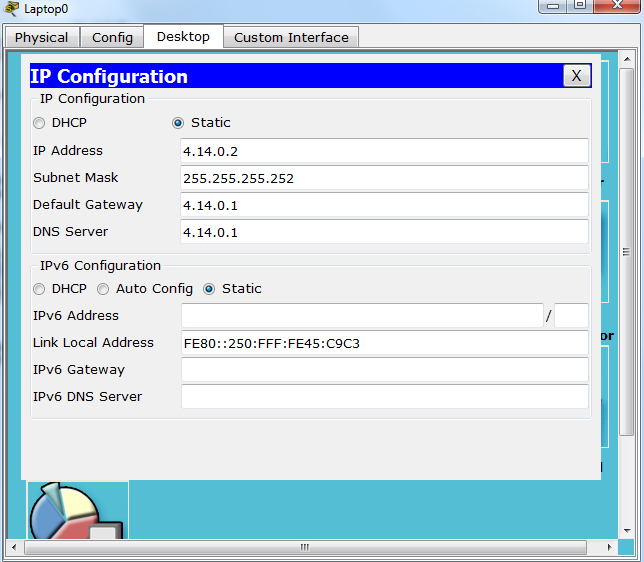 Laptop0
Physical Config Desktop Custom Interface
IP Configuration X
IP Configuration
DHCP Static
IP Address 4.14.0.2
Subnet Mask 255.255.255.252
Default Gateway 4.14.0.1
DNS Server 4.14.0.1
IPv6 Configuration
DHCP Auto Config Static
IPv6 Address /
Link Local Address FE80::250:FFF:FE45:C9C3
IPv6 Gateway
IPv6 DNS Server
or